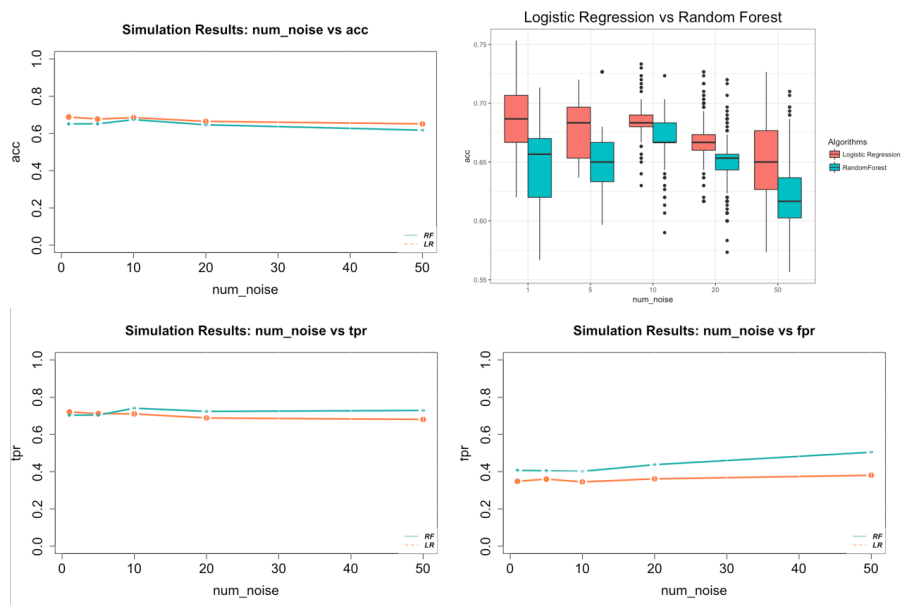 Simulation Results: num_noise vs acc
acc
0.0 0.2 0.4 0.6 0.8 1.0
0 10 20 30 40 50
num_noise
RF
LR
Logistic Regression vs Random Forest
acc
0.75
0.70
0.65
0.60
0.55
1 5 10 20 50
num_noise
Algorithms
Logistic Regression
RandomForest
Simulation Results: num_noise vs tpr
tpr
0.0 0.2 0.4 0.6 0.8 1.0
0 10 20 30 40 50
num_noise
RF
LR
Simulation Results: num_noise vs fpr
fpr
0.0 0.2 0.4 0.6 0.8 1.0
0 10 20 30 40 50
num_noise
RF
LR